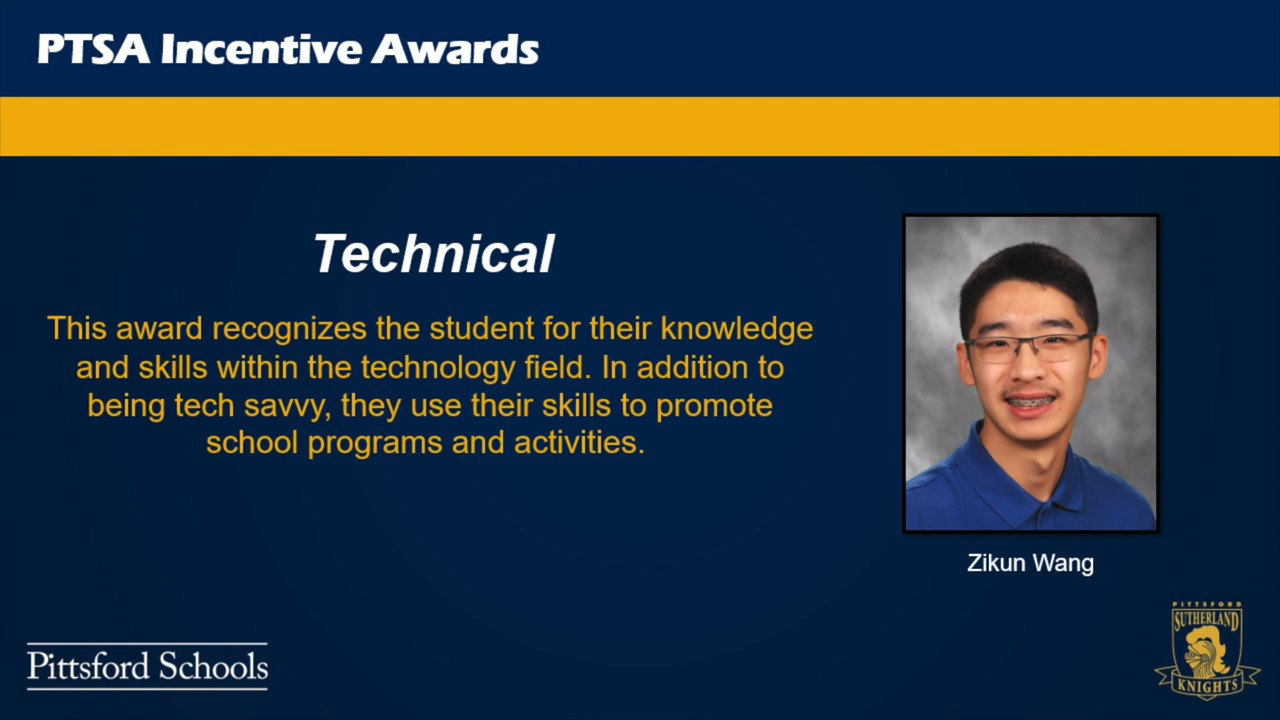 PTSA Incentive Awards
Technical
This award recognizes the student for their knowledge
and skills within the technology field. In addition to
being tech savvy, they use their skills to promote
school programs and activities.
Zikun Wang
Pittsford Schools
PITTSFORD
SUTHERLAND
KNIGHTS